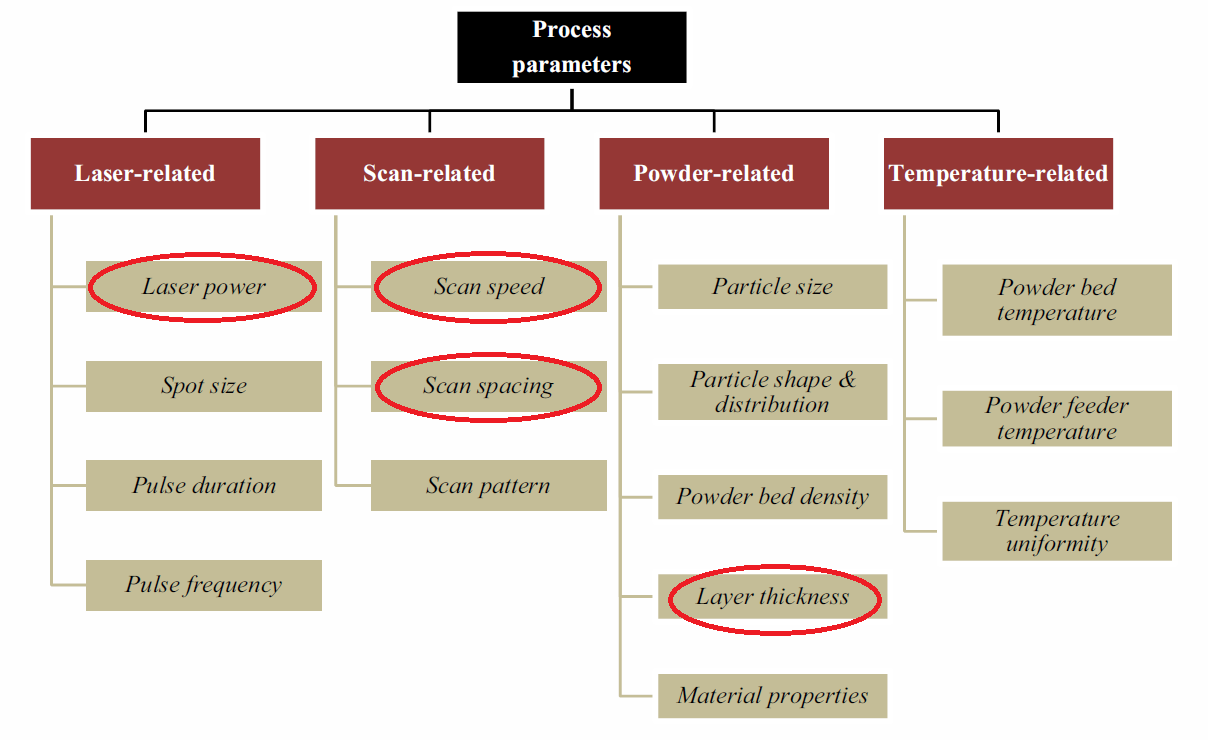 Process
parameters
Laser-related
Scan-related
Powder-related
Temperature-related
Laser power
Spot size
Pulse duration
Pulse frequency
Scan speed
Scan spacing
Scan pattern
Particle size
Particle shape &
distribution
Powder bed density
Layer thickness
Material properties
Powder bed
temperature
Powder feeder
temperature
Temperature
uniformity